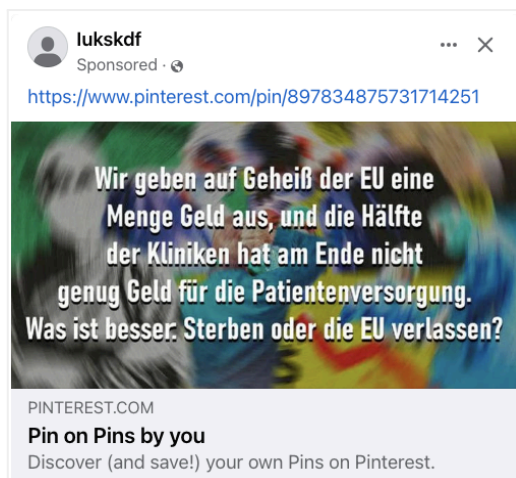 lukskdf
Sponsored ·
https://www.pinterest.com/pin/897834875731714251
Wir geben auf Geheiß der EU eine
Menge Geld aus, und die Hälfte
der Kliniken hat am Ende nicht
genug Geld für die Patientenversorgung.
Was ist besser: Sterben oder die EU verlassen?
PINTEREST.COM
Pin on Pins by you
Discover (and save!) your own Pins on Pinterest.